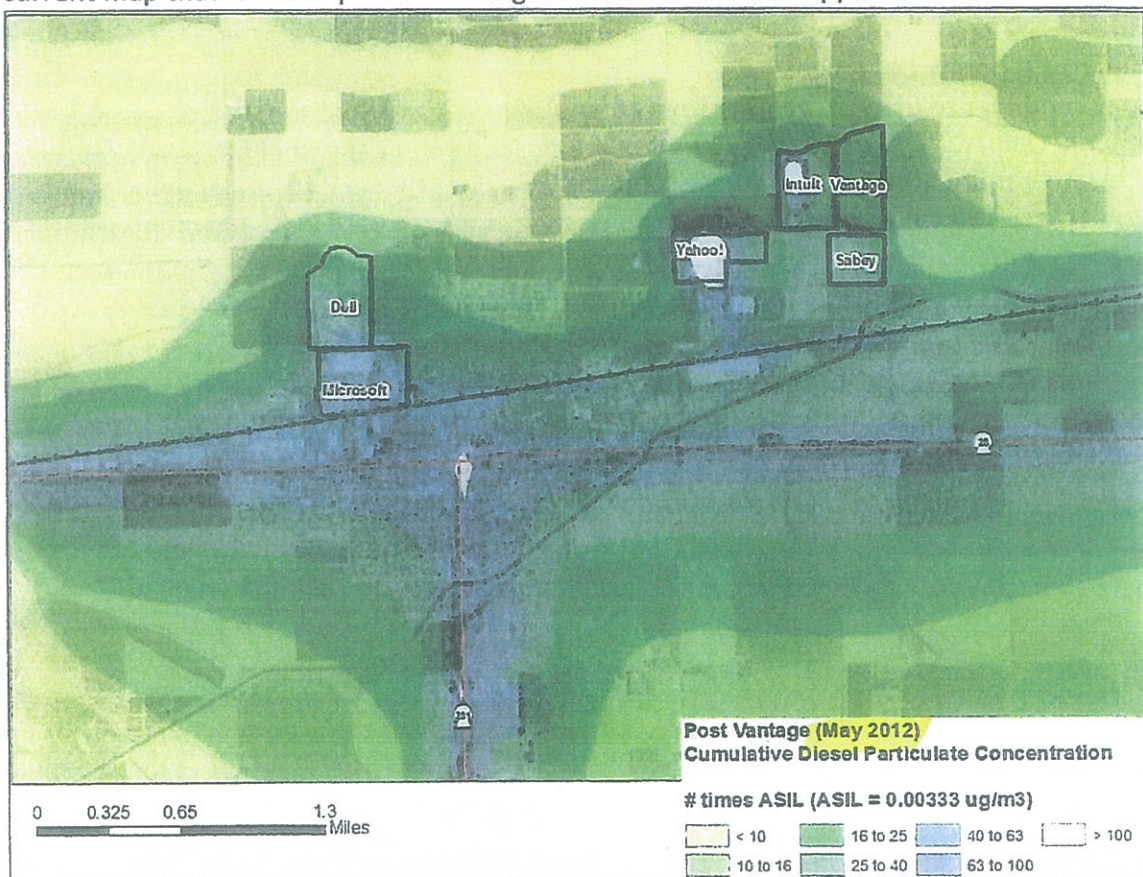 Intuit Vantage
Yahoo!
Sabey
Dell
Microsoft
28
281
Post Vantage (May 2012)
Cumulative Diesel Particulate Concentration
# times ASIL (ASIL = 0.00333 ug/m3)
< 10 16 to 25 40 to 63 > 100
10 to 16 25 to 40 63 to 100
0 0.325 0.65 1.3
Miles